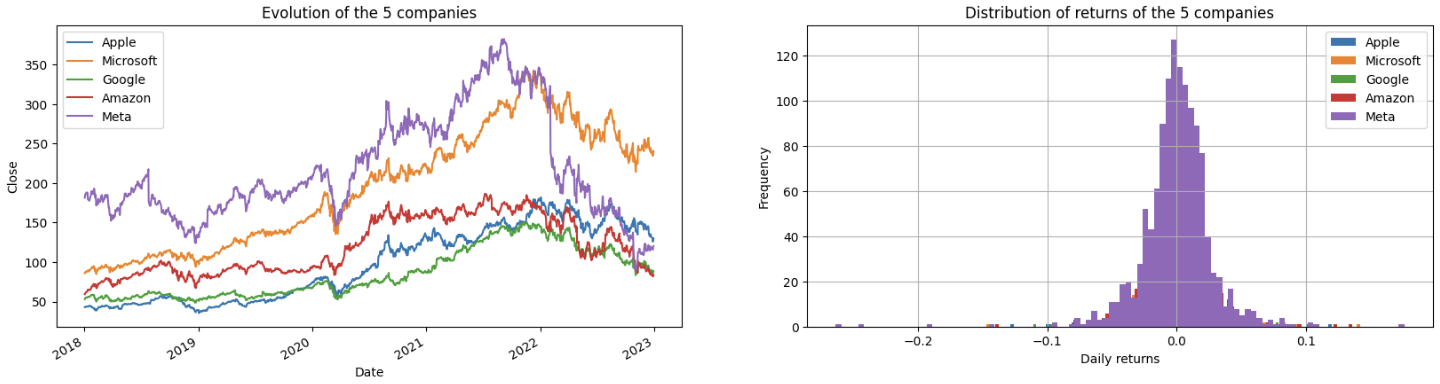 Evolution of the 5 companies
Apple
Microsoft
Google
Amazon
Meta
350
300
250
200
150
100
50
Close
2018
2019
2020
2021
2022
2023
Date
Distribution of returns of the 5 companies
Apple
Microsoft
Google
Amazon
Meta
120
100
80
60
40
20
0
Frequency
−0.2
−0.1
0.0
0.1
Daily returns